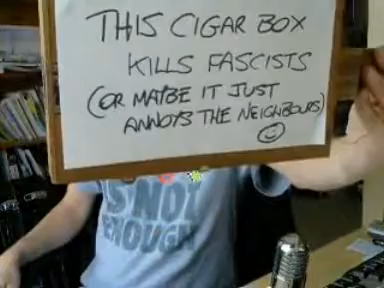 THIS CIGAR BOX
KILLS FASCISTS
(OR MAYBE IT JUST
ANNOYS THE NEIGHBOURS)
IS NOT
ENOUGH